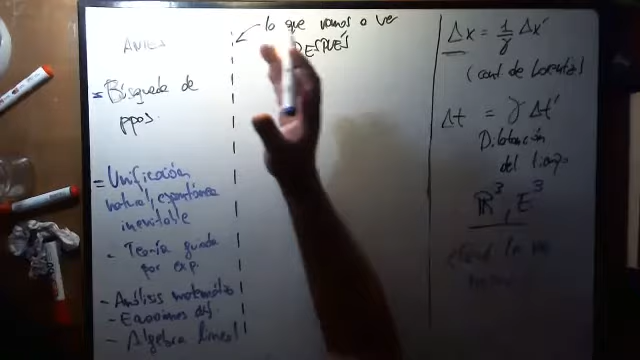 ANTES
= Búsqueda de
ppos.
= Unificación
natural, espontánea
inevitable
- Teoría guiada
por exp.
- Análisis matemático
- Ecuaciones dif.
- Algebra lineal
lo que vamos a ver
DESPUÉS
Δx = 1/γ Δx'
(cont. de Lorentz)
Δt = γ Δt'
Dilatación
del tiempo
ℝ³, E³